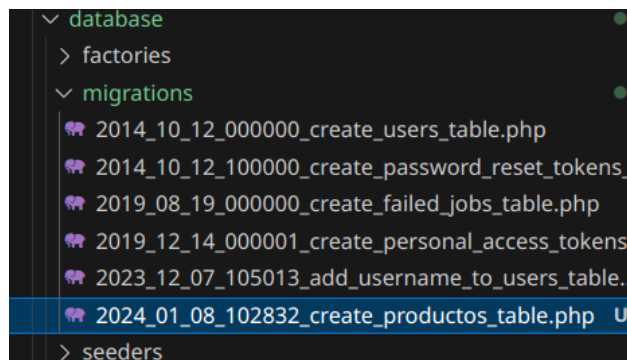 database
factories
migrations
2014_10_12_000000_create_users_table.php
2014_10_12_100000_create_password_reset_tokens_
2019_08_19_000000_create_failed_jobs_table.php
2019_12_14_000001_create_personal_access_tokens
2023_12_07_105013_add_username_to_users_table..
2024_01_08_102832_create_productos_table.php U
seeders